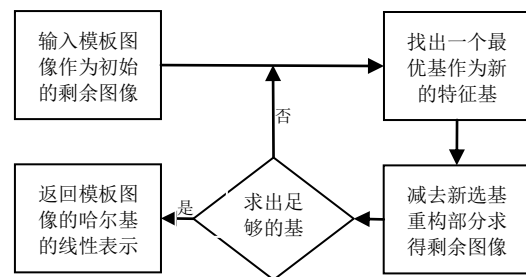 输入模板图
像作为初始
的剩余图像
找出一个最
优基作为新
的特征基
否
返回模板图
像的哈尔基
的线性表示
是
求出足
够的基
减去新选基
重构部分求
得剩余图像